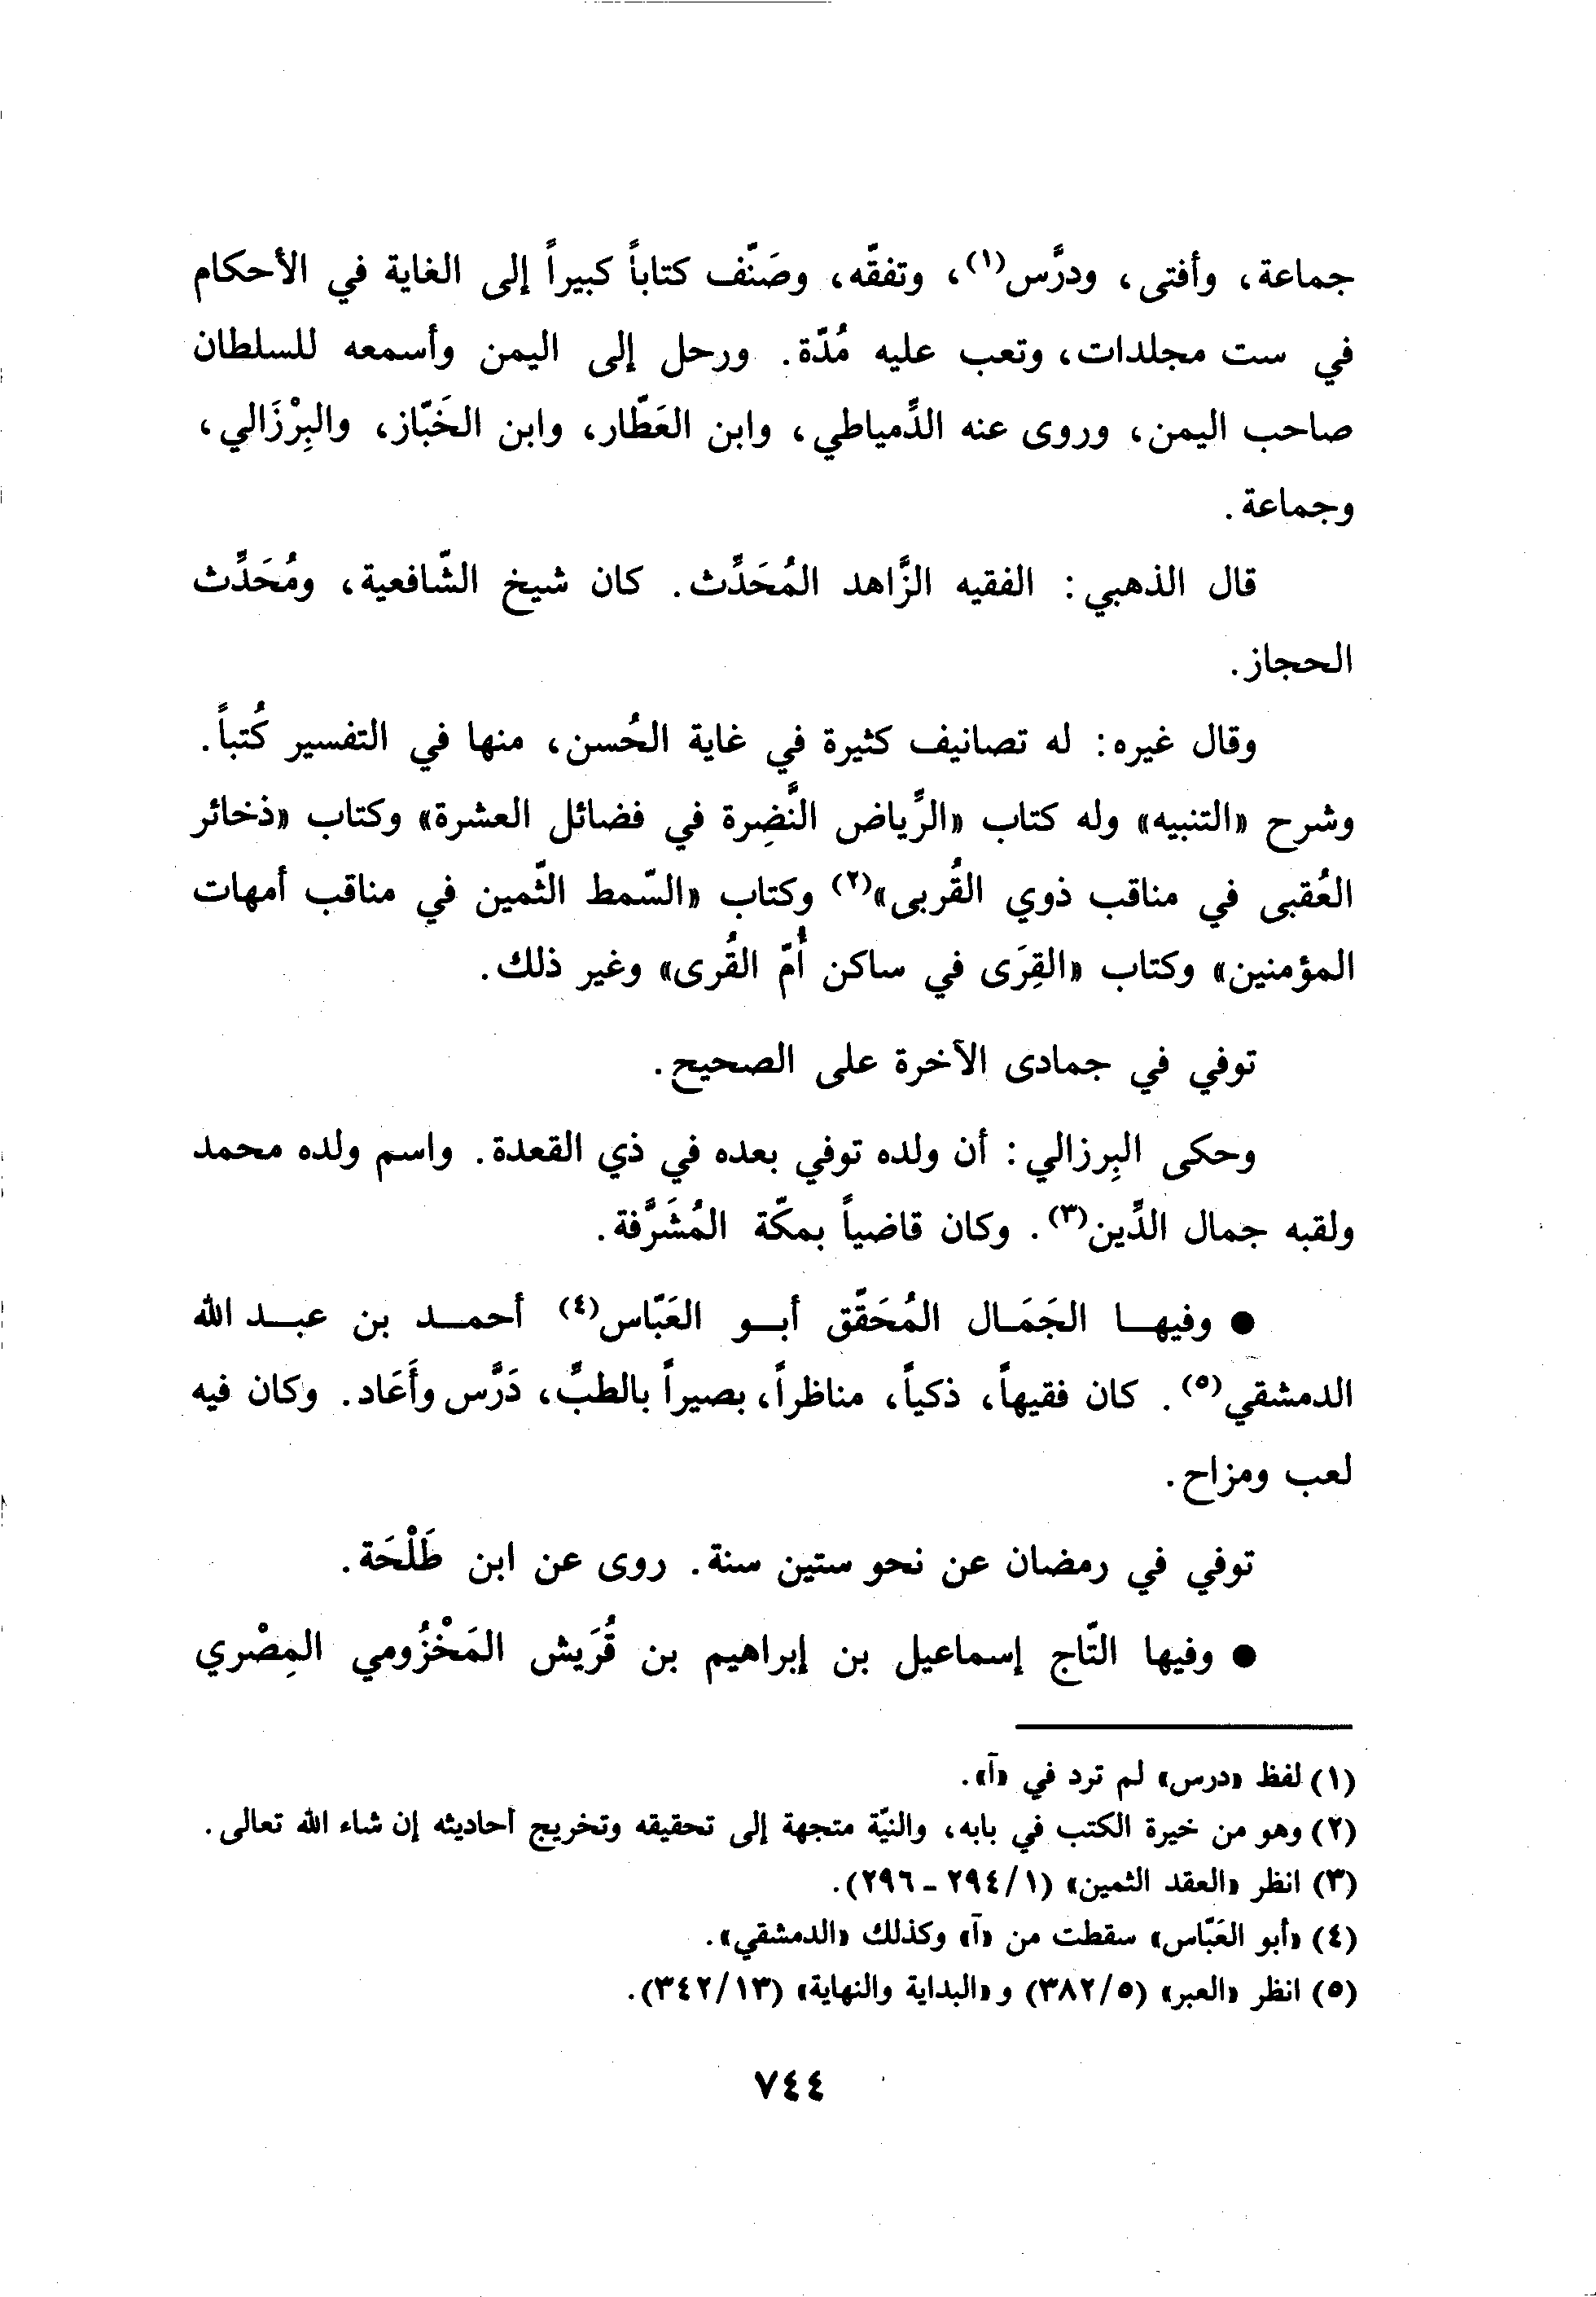 جماعة، وأفتى، ودرَّس(١)، وتفقّه، وصَنّف كتاباً كبيراً إلى الغاية في الأحكام
في ست مجلدات، وتعب عليه مُدّة. ورحل إلى اليمن وأسمعه للسلطان
صاحب اليمن، وروى عنه الدِّمياطي، وابن العَطّار، وابن الخَبّاز، والبِرْزَالي،
وجماعة.
قال الذهبي: الفقيه الزَّاهد المُحَدِّث. كان شيخ الشّافعية، ومُحَدِّث
الحجاز.
وقال غيره: له تصانيف كثيرة في غاية الحُسن، منها في التفسير كُتباً.
وشرح «التنبيه» وله كتاب «الرِّياض النَّضِرة في فضائل العشرة» وكتاب «ذخائر
العُقبى في مناقب ذوي القُربى»(٢) وكتاب «السّمط الثّمين في مناقب أمهات
المؤمنين» وكتاب «القِرَى في ساكن أُمّ القُرى» وغير ذلك.
توفي في جمادى الآخرة على الصحيح.
وحكى البِرزالي: أن ولده توفي بعده في ذي القعدة. واسم ولده محمد
ولقبه جمال الدِّين(٣). وكان قاضياً بمكّة المُشَرَّفة.
● وفيهـا الجَمَـال المُحَقّق أبـو العَبّاس(٤) أحمـد بن عبـد الله
الدمشقي(٥). كان فقيهاً، ذكياً، مناظراً، بصيراً بالطبِّ، دَرَّس وأَعَاد. وكان فيه
لعب ومزاح.
توفي في رمضان عن نحو ستين سنة. روى عن ابن طَلْحَة.
● وفيها التّاج إسماعيل بن إبراهيم بن قُرَيش المَخْزُومي المِصْري
(١) لفظ «درس» لم ترد في «آ».
(٢) وهو من خيرة الكتب في بابه، والنيّة متجهة إلى تحقيقه وتخريج أحاديثه إن شاء الله تعالى.
(٣) انظر «العقد الثمين» (١/٢٩٤ - ٢٩٦).
(٤) «أبو العَبّاس» سقطت من «آ» وكذلك «الدمشقي».
(٥) انظر «العبر» (٥/٣٨٢) و«البداية والنهاية» (١٣/٣٤٢).
٧٤٤